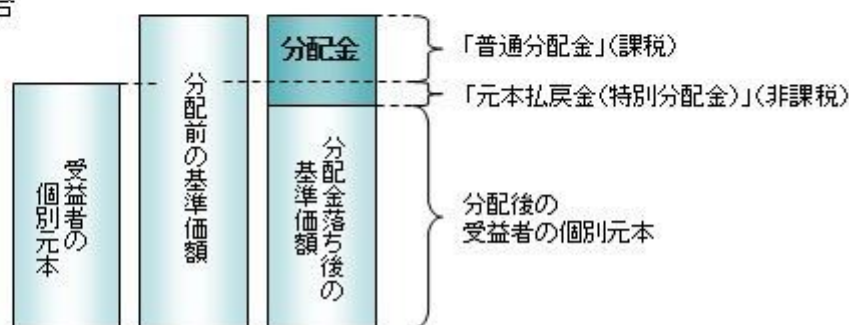 分配金
「普通分配金」(課税)
「元本払戻金(特別分配金)」(非課税)
受益者の
個別元本
分配前の基準価額
分配金落ち後の
基準価額
分配後の
受益者の個別元本